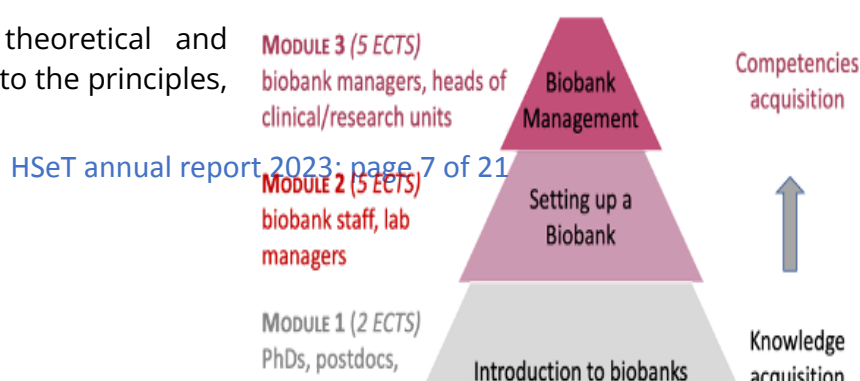 theoretical and
to the principles,
HSeT annual report 2023: page 7 of 21
MODULE 3 (5 ECTS)
biobank managers, heads of
clinical/research units
MODULE 2 (5 ECTS)
biobank staff, lab
managers
MODULE 1 (2 ECTS)
PhDs, postdocs,
Biobank
Management
Setting up a
Biobank
Introduction to biobanks
Competencies
acquisition
Knowledge
acquisition